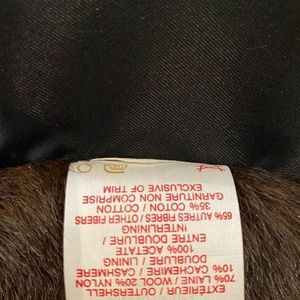 EXTERIEUR / OUTERSHELL
70% LAINE / WOOL 20% NYLON
10% CACHEMIRE / CASHMERE
DOUBLURE / LINING
100% ACETATE
ENTRE DOUBLURE /
INTERLINING
65% AUTRES FIBRES / OTHER FIBERS
35% COTON / COTTON
GARNITURE NON COMPRISE
EXCLUSIVE OF TRIM